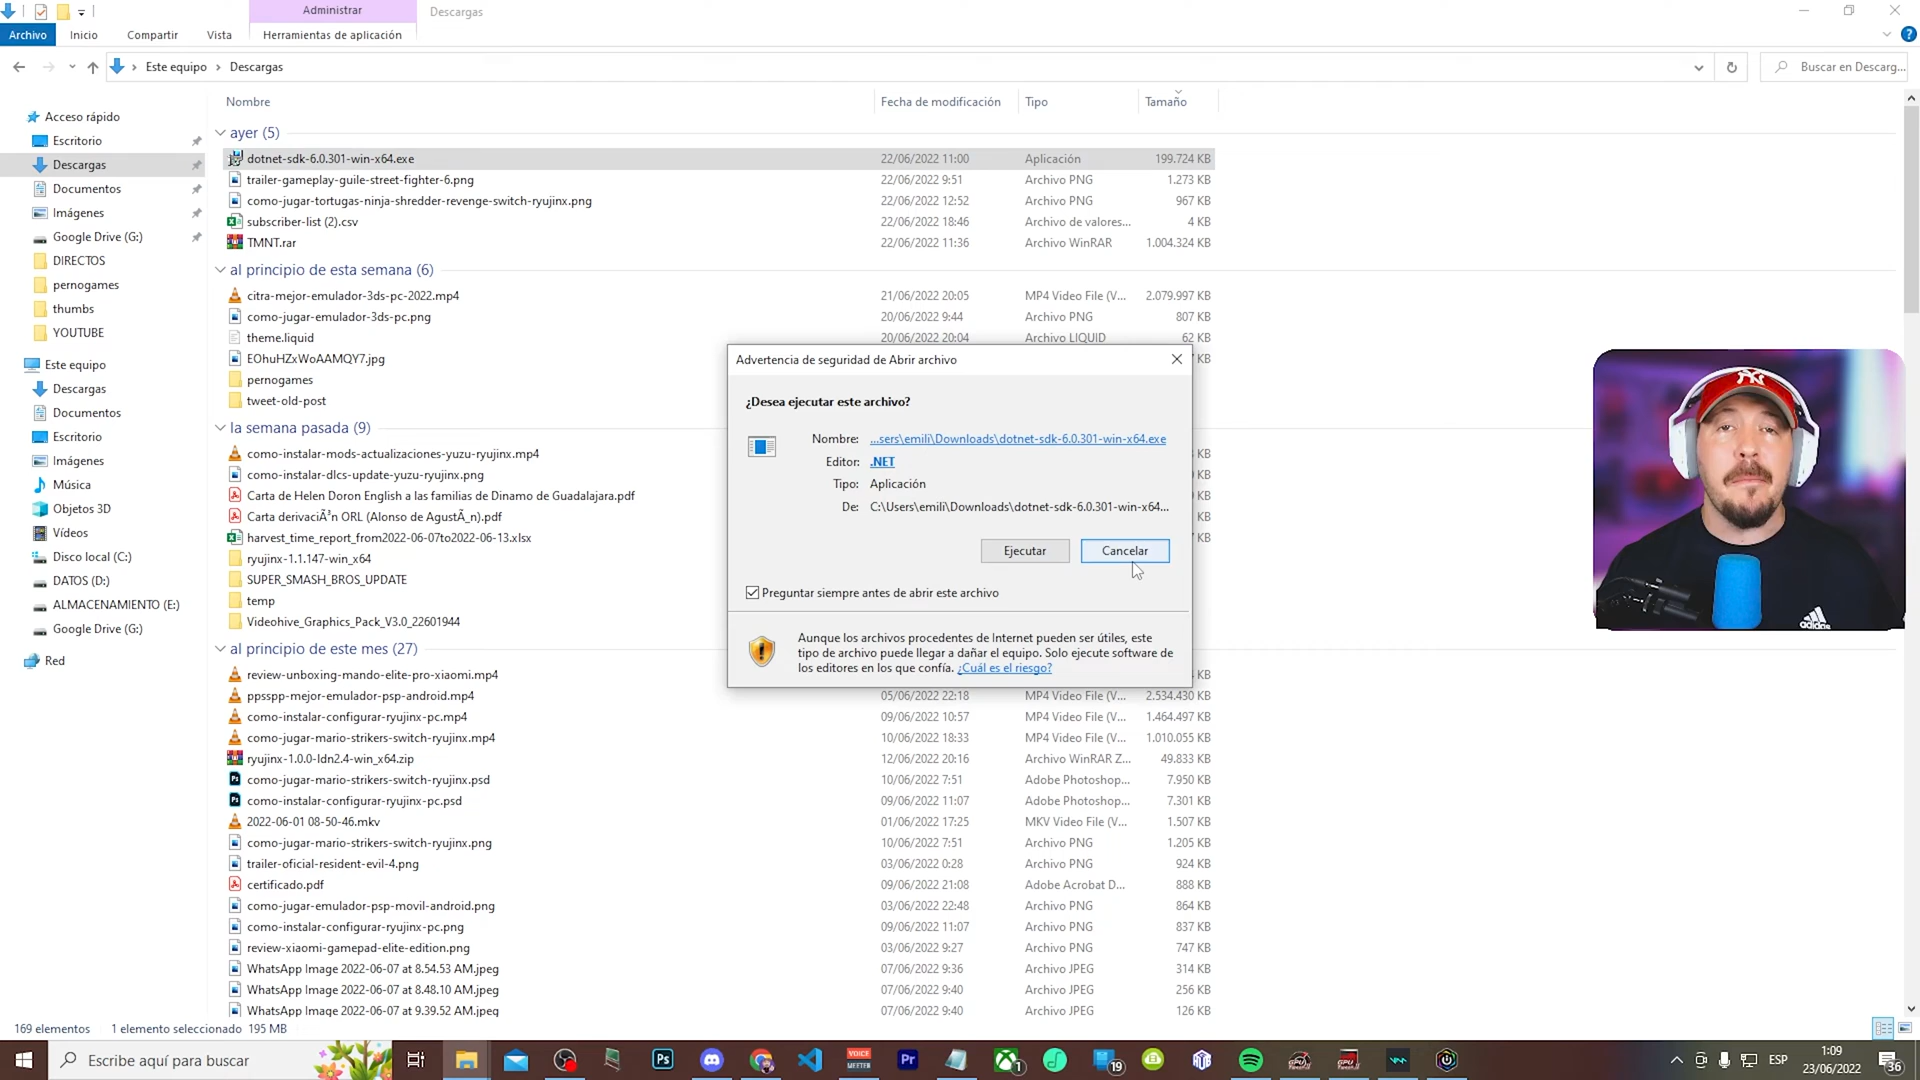 Administrar
Descargas
Archivo
Inicio
Compartir
Vista
Herramientas de aplicación
Este equipo
Descargas
Buscar en Descarg...
Nombre
Fecha de modificación
Tipo
Tamaño
Acceso rápido
Escritorio
Descargas
Documentos
Imágenes
Google Drive (G:)
DIRECTOS
pernogames
thumbs
YOUTUBE
Este equipo
Descargas
Documentos
Escritorio
Imágenes
Música
Objetos 3D
Vídeos
Disco local (C:)
DATOS (D:)
ALMACENAMIENTO (E:)
Google Drive (G:)
Red
ayer (5)
dotnet-sdk-6.0.301-win-x64.exe 22/06/2022 11:00 Aplicación 199.724 KB
trailer-gameplay-guile-street-fighter-6.png 22/06/2022 9:51 Archivo PNG 1.273 KB
como-jugar-tortugas-ninja-shredder-revenge-switch-ryujinx.png 22/06/2022 12:52 Archivo PNG 967 KB
subscriber-list (2).csv 22/06/2022 18:46 Archivo de valores... 4 KB
TMNT.rar 22/06/2022 11:36 Archivo WinRAR 1.004.324 KB
al principio de esta semana (6)
citra-mejor-emulador-3ds-pc-2022.mp4 21/06/2022 20:05 MP4 Video File (V... 2.079.997 KB
como-jugar-emulador-3ds-pc.png 20/06/2022 9:44 Archivo PNG 807 KB
theme.liquid 20/06/2022 20:04 Archivo LIQUID 62 KB
EOhuHZxWoAAMQY7.jpg KB
pernogames
tweet-old-post
la semana pasada (9)
como-instalar-mods-actualizaciones-yuzu-ryujinx.mp4 KB
como-instalar-dlcs-update-yuzu-ryujinx.png KB
Carta de Helen Doron English a las familias de Dinamo de Guadalajara.pdf KB
Carta derivaciÃ³n ORL (Alonso de AgustÃ_n).pdf KB
harvest_time_report_from2022-06-07to2022-06-13.xlsx KB
ryujinx-1.1.147-win_x64
SUPER_SMASH_BROS_UPDATE
temp
Videohive_Graphics_Pack_V3.0_22601944
al principio de este mes (27)
review-unboxing-mando-elite-pro-xiaomi.mp4 KB
ppsspp-mejor-emulador-psp-android.mp4 05/06/2022 22:18 MP4 Video File (V... 2.534.430 KB
como-instalar-configurar-ryujinx-pc.mp4 09/06/2022 10:57 MP4 Video File (V... 1.464.497 KB
como-jugar-mario-strikers-switch-ryujinx.mp4 10/06/2022 18:33 MP4 Video File (V... 1.010.055 KB
ryujinx-1.0.0-ldn2.4-win_x64.zip 12/06/2022 20:16 Archivo WinRAR Z... 49.833 KB
como-jugar-mario-strikers-switch-ryujinx.psd 10/06/2022 7:51 Adobe Photoshop... 7.950 KB
como-instalar-configurar-ryujinx-pc.psd 09/06/2022 11:07 Adobe Photoshop... 7.301 KB
2022-06-01 08-50-46.mkv 01/06/2022 17:25 MKV Video File (V... 1.507 KB
como-jugar-mario-strikers-switch-ryujinx.png 10/06/2022 7:51 Archivo PNG 1.205 KB
trailer-oficial-resident-evil-4.png 03/06/2022 0:28 Archivo PNG 924 KB
certificado.pdf 09/06/2022 21:08 Adobe Acrobat D... 888 KB
como-jugar-emulador-psp-movil-android.png 03/06/2022 22:48 Archivo PNG 864 KB
como-instalar-configurar-ryujinx-pc.png 09/06/2022 11:07 Archivo PNG 837 KB
review-xiaomi-gamepad-elite-edition.png 03/06/2022 9:27 Archivo PNG 747 KB
WhatsApp Image 2022-06-07 at 8.54.53 AM.jpeg 07/06/2022 9:36 Archivo JPEG 314 KB
WhatsApp Image 2022-06-07 at 8.48.10 AM.jpeg 07/06/2022 9:40 Archivo JPEG 256 KB
WhatsApp Image 2022-06-07 at 9.39.52 AM.jpeg 07/06/2022 9:40 Archivo JPEG 126 KB
Advertencia de seguridad de Abrir archivo
¿Desea ejecutar este archivo?
Nombre: ...sers\emili\Downloads\dotnet-sdk-6.0.301-win-x64.exe
Editor: .NET
Tipo: Aplicación
De: C:\Users\emili\Downloads\dotnet-sdk-6.0.301-win-x64...
Ejecutar
Cancelar
Preguntar siempre antes de abrir este archivo
Aunque los archivos procedentes de Internet pueden ser útiles, este
tipo de archivo puede llegar a dañar el equipo. Solo ejecute software de
los editores en los que confía. ¿Cuál es el riesgo?
adidas
169 elementos
1 elemento seleccionado 195 MB
Escribe aquí para buscar
Ps
VOICE
MEETER
Pr
1
19
ESP
1:09
23/06/2022
36